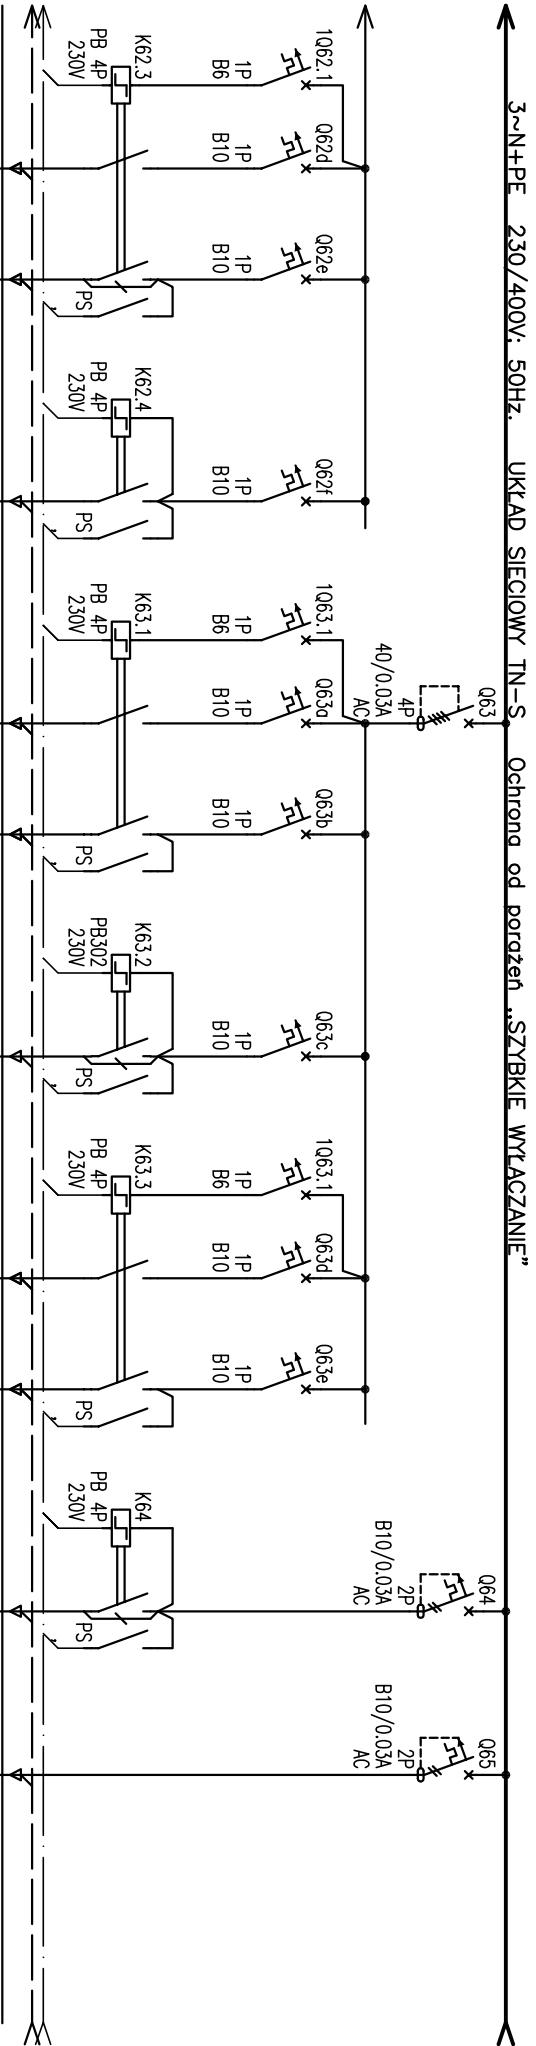 3~N+PE 230/400V; 50Hz. UKŁAD SIECIOWY TN-S Ochrona od porażeń „SZYBKIE WYŁĄCZANIE”
Q63
4P
40/0.03A
AC
Q64
2P
B10/0.03A
AC
Q65
2P
B10/0.03A
AC
1Q62.1
1P
B6
Q62d
1P
B10
Q62e
1P
B10
Q62f
1P
B10
1Q63.1
1P
B6
Q63a
1P
B10
Q63b
1P
B10
Q63c
1P
B10
1Q63.1
1P
B6
Q63d
1P
B10
Q63e
1P
B10
K62.3
PB 4P
230V
PS
K62.4
PB 4P
230V
PS
K63.1
PB 4P
230V
PS
K63.2
PB302
230V
PS
K63.3
PB 4P
230V
PS
K64
PB 4P
230V
PS